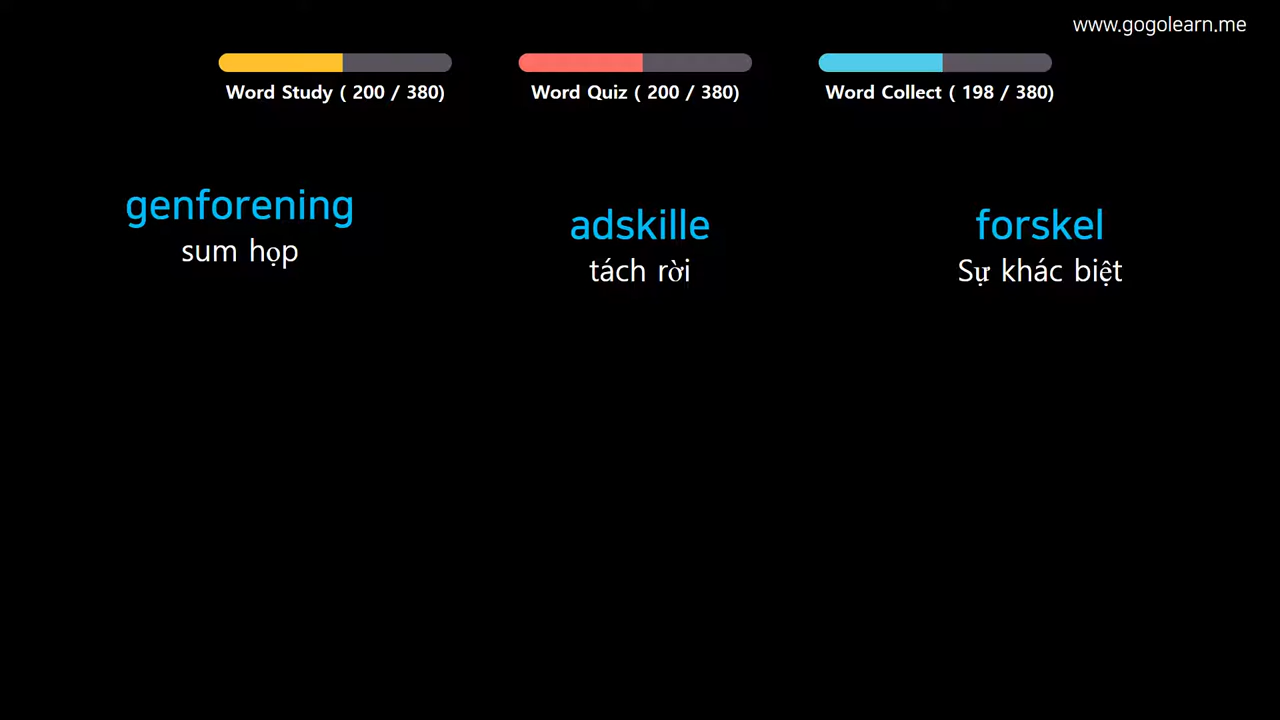 www.gogolearn.me
Word Study ( 200 / 380)
Word Quiz ( 200 / 380)
Word Collect ( 198 / 380)
genforening
sum họp
adskille
tách rời
forskel
Sự khác biệt